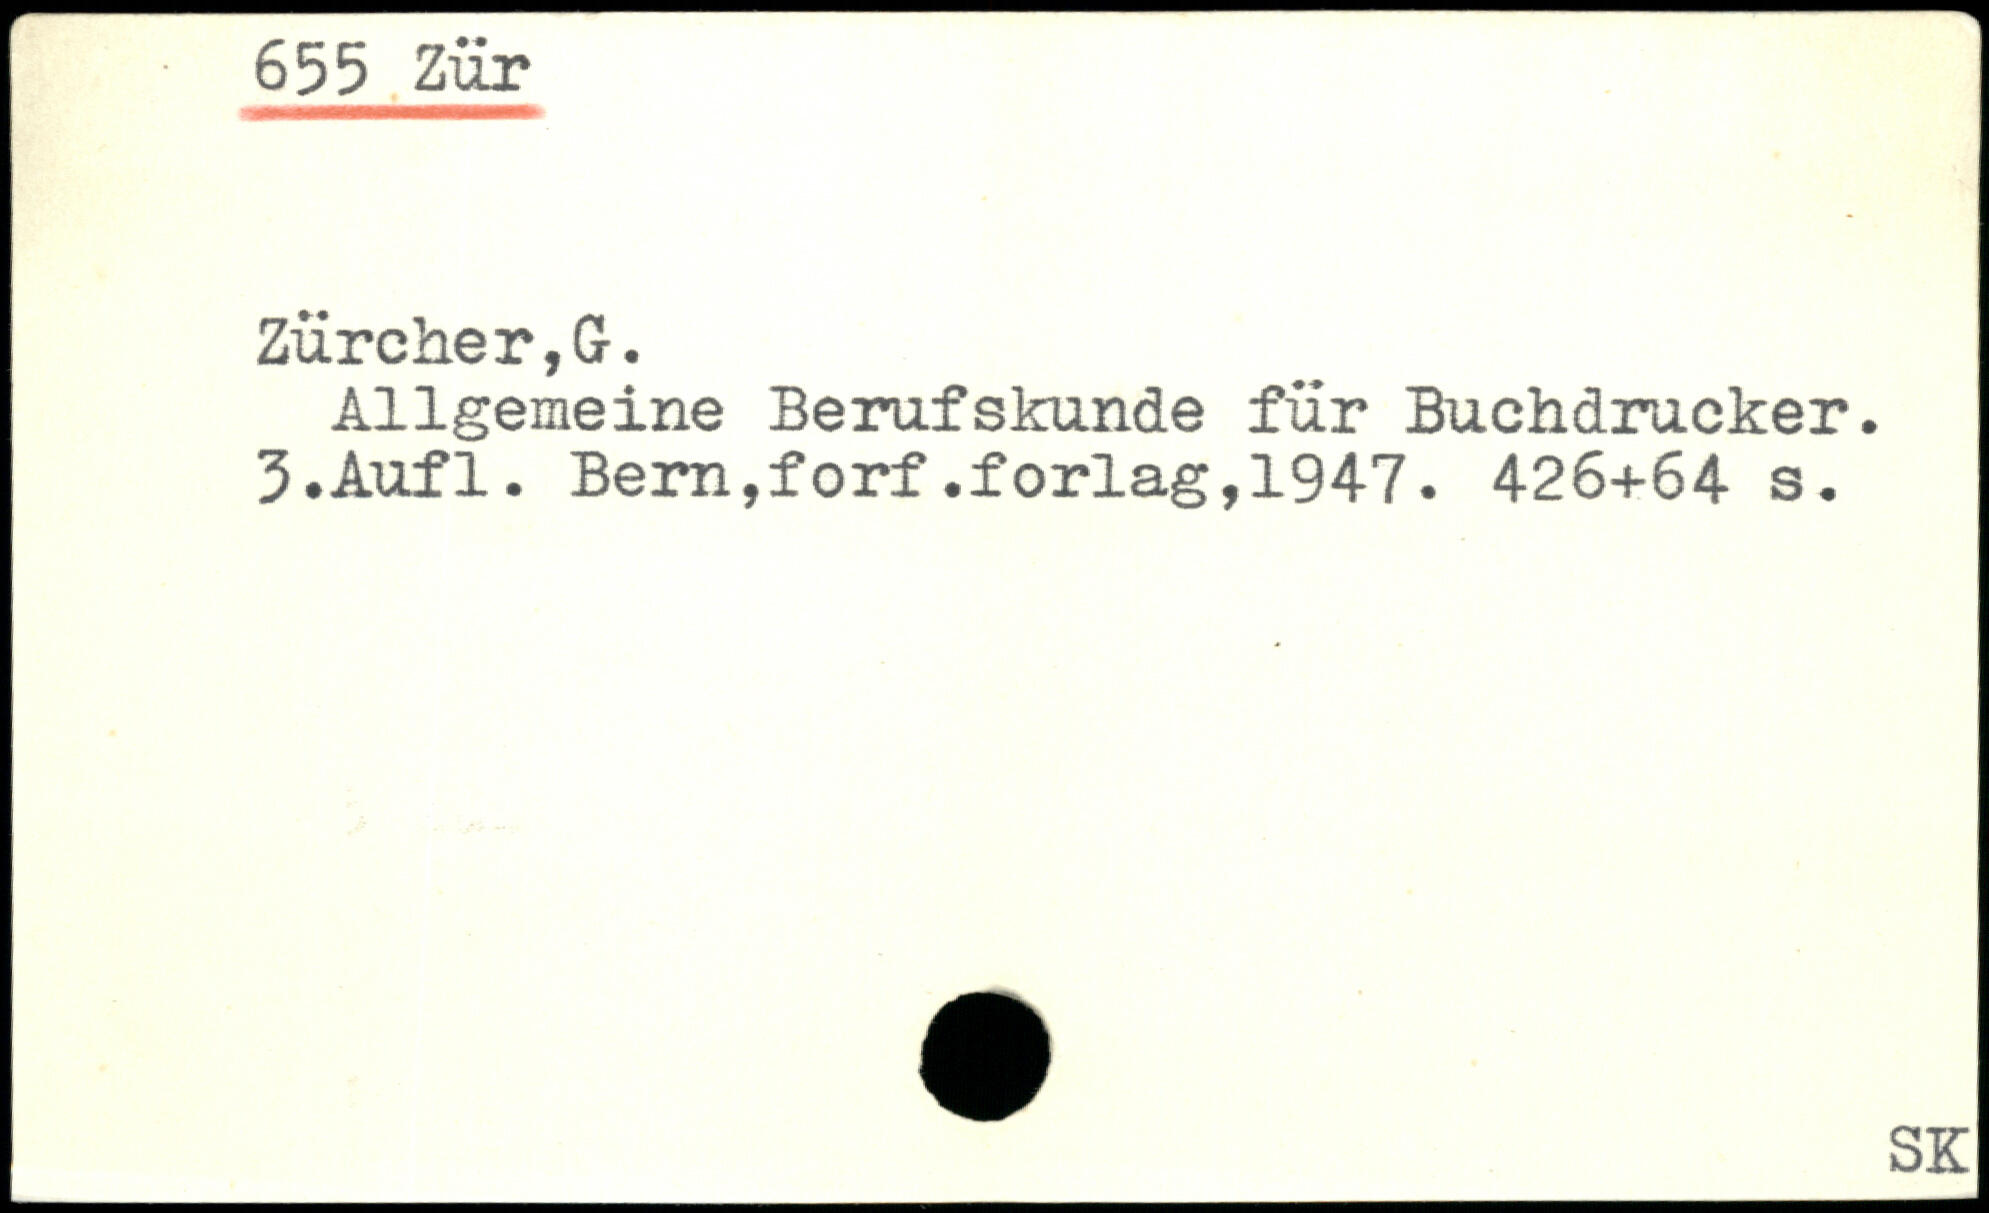 655 Zür
Zürcher,G.
Allgemeine Berufskunde für Buchdrucker.
3.Aufl. Bern,forf.forlag,1947. 426+64 s.
SK